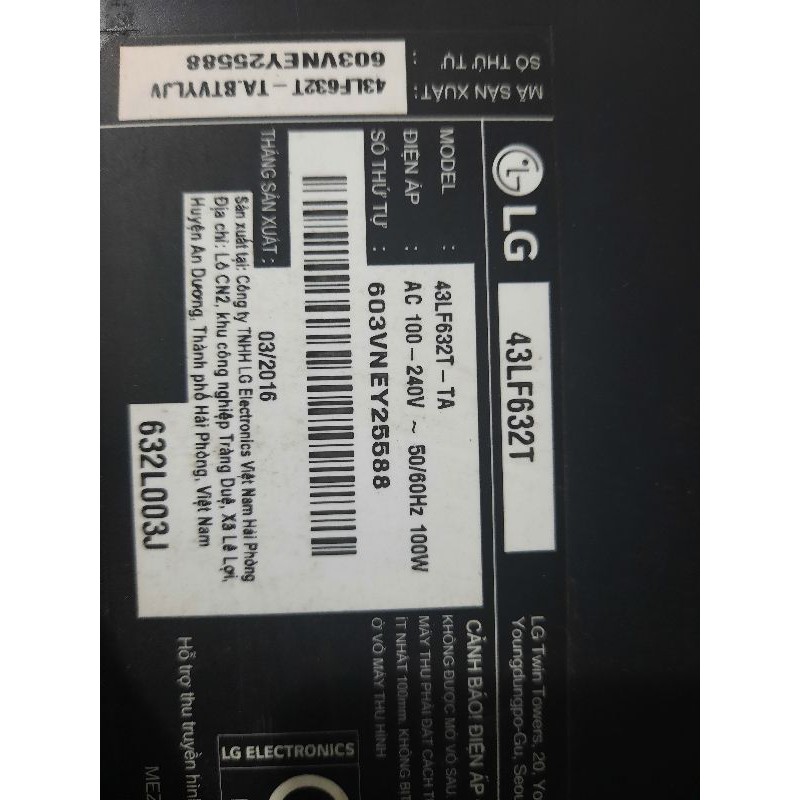 MÃ SẢN XUẤT: 43LF632T-TA.BTVYLJV
SỐ THỨ TỰ : 603VNEY25588
LG 43LF632T
MODEL : 43LF632T-TA
ĐIỆN ÁP : AC 100-240V ~ 50/60Hz 100W
SỐ THỨ TỰ : 603VNEY25588
THÁNG SẢN XUẤT : 03/2016
Sản xuất tại: Công ty TNHH LG Electronics Việt Nam Hải Phòng
Địa chỉ: Lô CN2, khu công nghiệp Tràng Duệ, Xã Lê Lợi,
Huyện An Dương, Thành phố Hải Phòng, Việt Nam
632L003J
LG Twin Towers, 20,
Youngdungpo-Gu,
CẢNH BÁO! ĐIỆN ÁP
KHÔNG ĐƯỢC MỞ VỎ SAU.
MÁY THU PHẢI ĐẶT CÁCH
ÍT NHẤT 100mm. KHÔNG
Ở VỎ MÁY THU HÌNH
LG ELECTRONICS
Hỗ trợ thu truyền hình